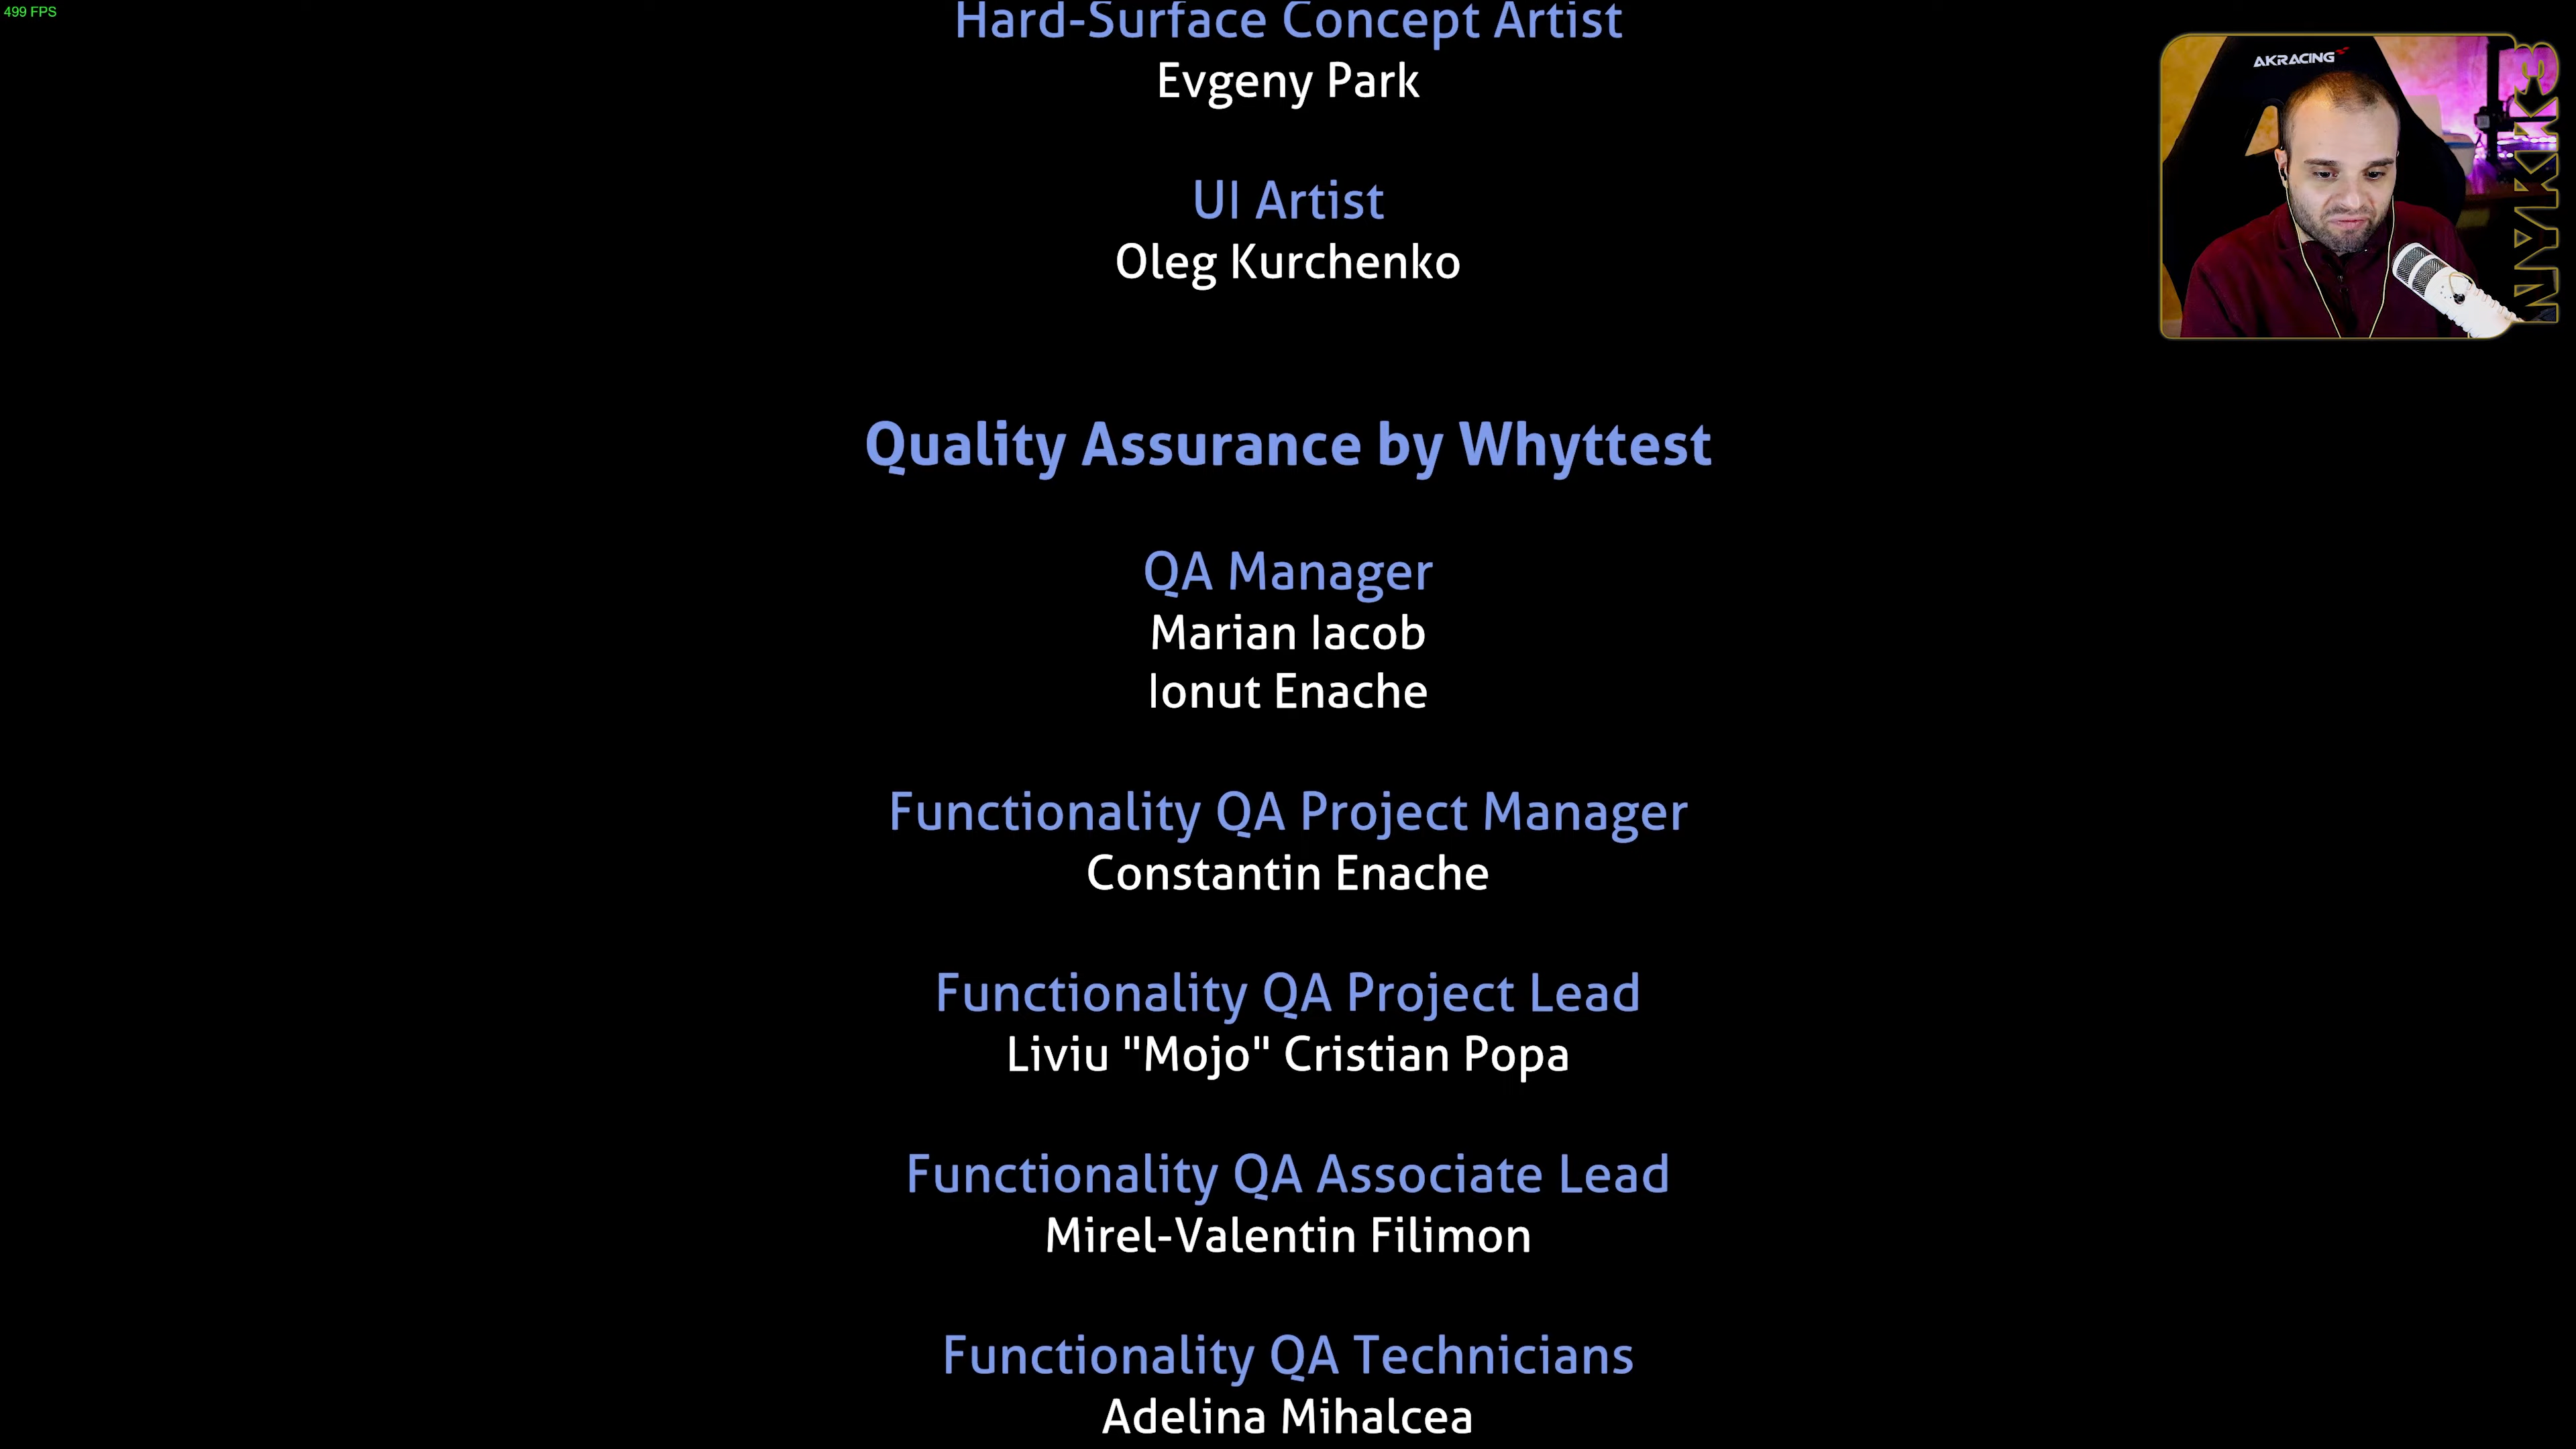 499 FPS
Hard-Surface Concept Artist
Evgeny Park
UI Artist
Oleg Kurchenko
Quality Assurance by Whyttest
QA Manager
Marian Iacob
Ionut Enache
Functionality QA Project Manager
Constantin Enache
Functionality QA Project Lead
Liviu "Mojo" Cristian Popa
Functionality QA Associate Lead
Mirel-Valentin Filimon
Functionality QA Technicians
Adelina Mihalcea
AKRACING
NYKK3